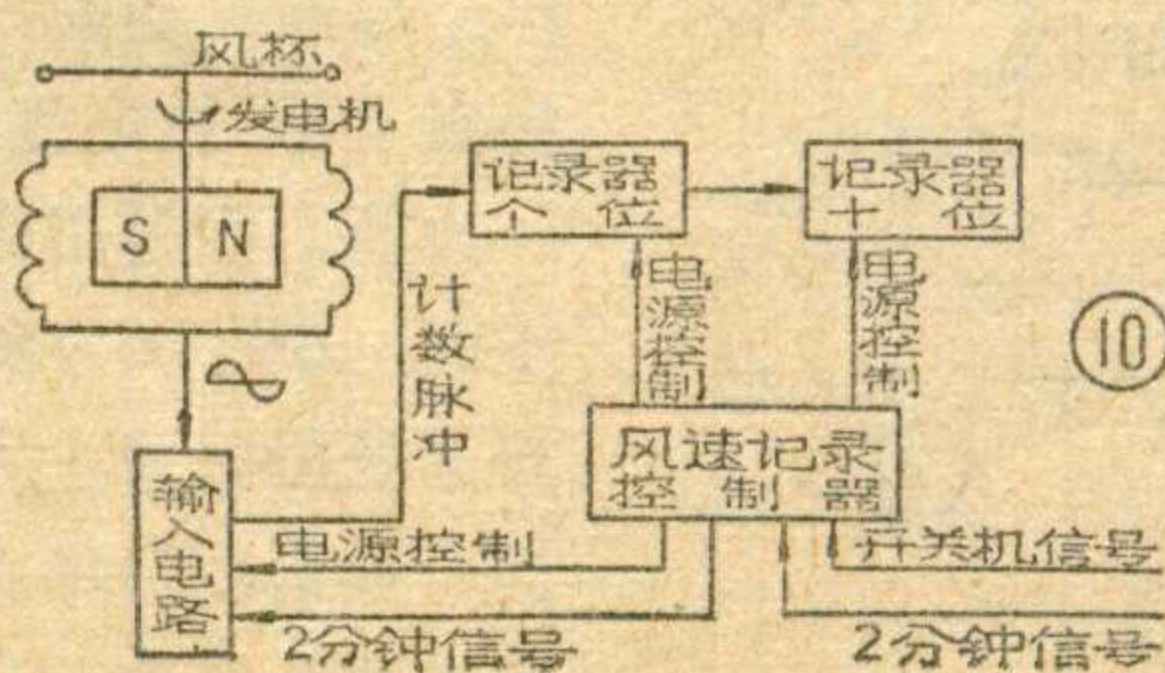 风杯
发电机
S N
记录器
个位
记录器
十位
计数脉冲
电源控制
电源控制
10
风速记录
控制器
输入电路
电源控制
开关机信号
2分钟信号
2分钟信号